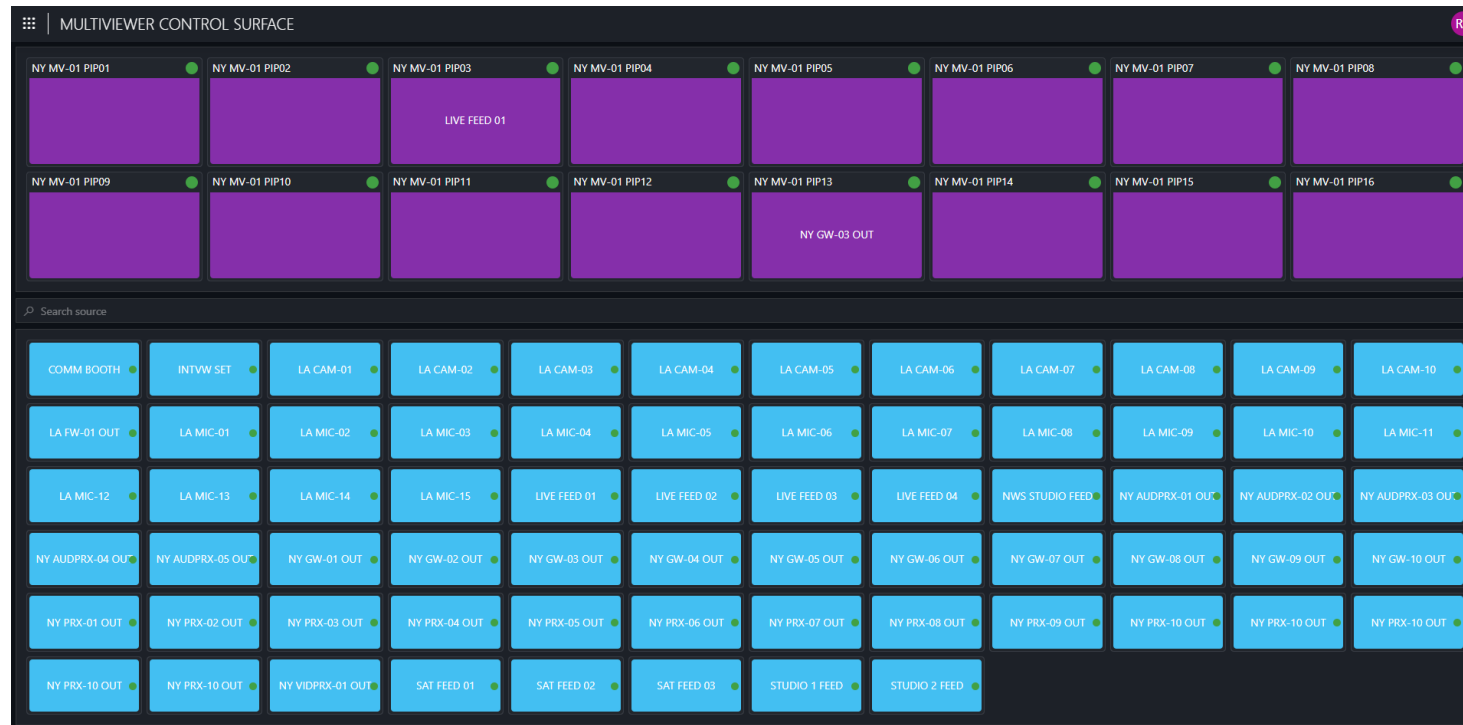 MULTIVIEWER CONTROL SURFACE
R
NY MV-01 PIP01
NY MV-01 PIP02
NY MV-01 PIP03
NY MV-01 PIP04
NY MV-01 PIP05
NY MV-01 PIP06
NY MV-01 PIP07
NY MV-01 PIP08
LIVE FEED 01
NY MV-01 PIP09
NY MV-01 PIP10
NY MV-01 PIP11
NY MV-01 PIP12
NY MV-01 PIP13
NY MV-01 PIP14
NY MV-01 PIP15
NY MV-01 PIP16
NY GW-03 OUT
Search source
COMM BOOTH
INTVW SET
LA CAM-01
LA CAM-02
LA CAM-03
LA CAM-04
LA CAM-05
LA CAM-06
LA CAM-07
LA CAM-08
LA CAM-09
LA CAM-10
LA FW-01 OUT
LA MIC-01
LA MIC-02
LA MIC-03
LA MIC-04
LA MIC-05
LA MIC-06
LA MIC-07
LA MIC-08
LA MIC-09
LA MIC-10
LA MIC-11
LA MIC-12
LA MIC-13
LA MIC-14
LA MIC-15
LIVE FEED 01
LIVE FEED 02
LIVE FEED 03
LIVE FEED 04
NWS STUDIO FEED
NY AUDPRX-01 OUT
NY AUDPRX-02 OUT
NY AUDPRX-03 OUT
NY AUDPRX-04 OUT
NY AUDPRX-05 OUT
NY GW-01 OUT
NY GW-02 OUT
NY GW-03 OUT
NY GW-04 OUT
NY GW-05 OUT
NY GW-06 OUT
NY GW-07 OUT
NY GW-08 OUT
NY GW-09 OUT
NY GW-10 OUT
NY PRX-01 OUT
NY PRX-02 OUT
NY PRX-03 OUT
NY PRX-04 OUT
NY PRX-05 OUT
NY PRX-06 OUT
NY PRX-07 OUT
NY PRX-08 OUT
NY PRX-09 OUT
NY PRX-10 OUT
NY PRX-10 OUT
NY PRX-10 OUT
NY PRX-10 OUT
NY PRX-10 OUT
NY VIDPRX-01 OUT
SAT FEED 01
SAT FEED 02
SAT FEED 03
STUDIO 1 FEED
STUDIO 2 FEED